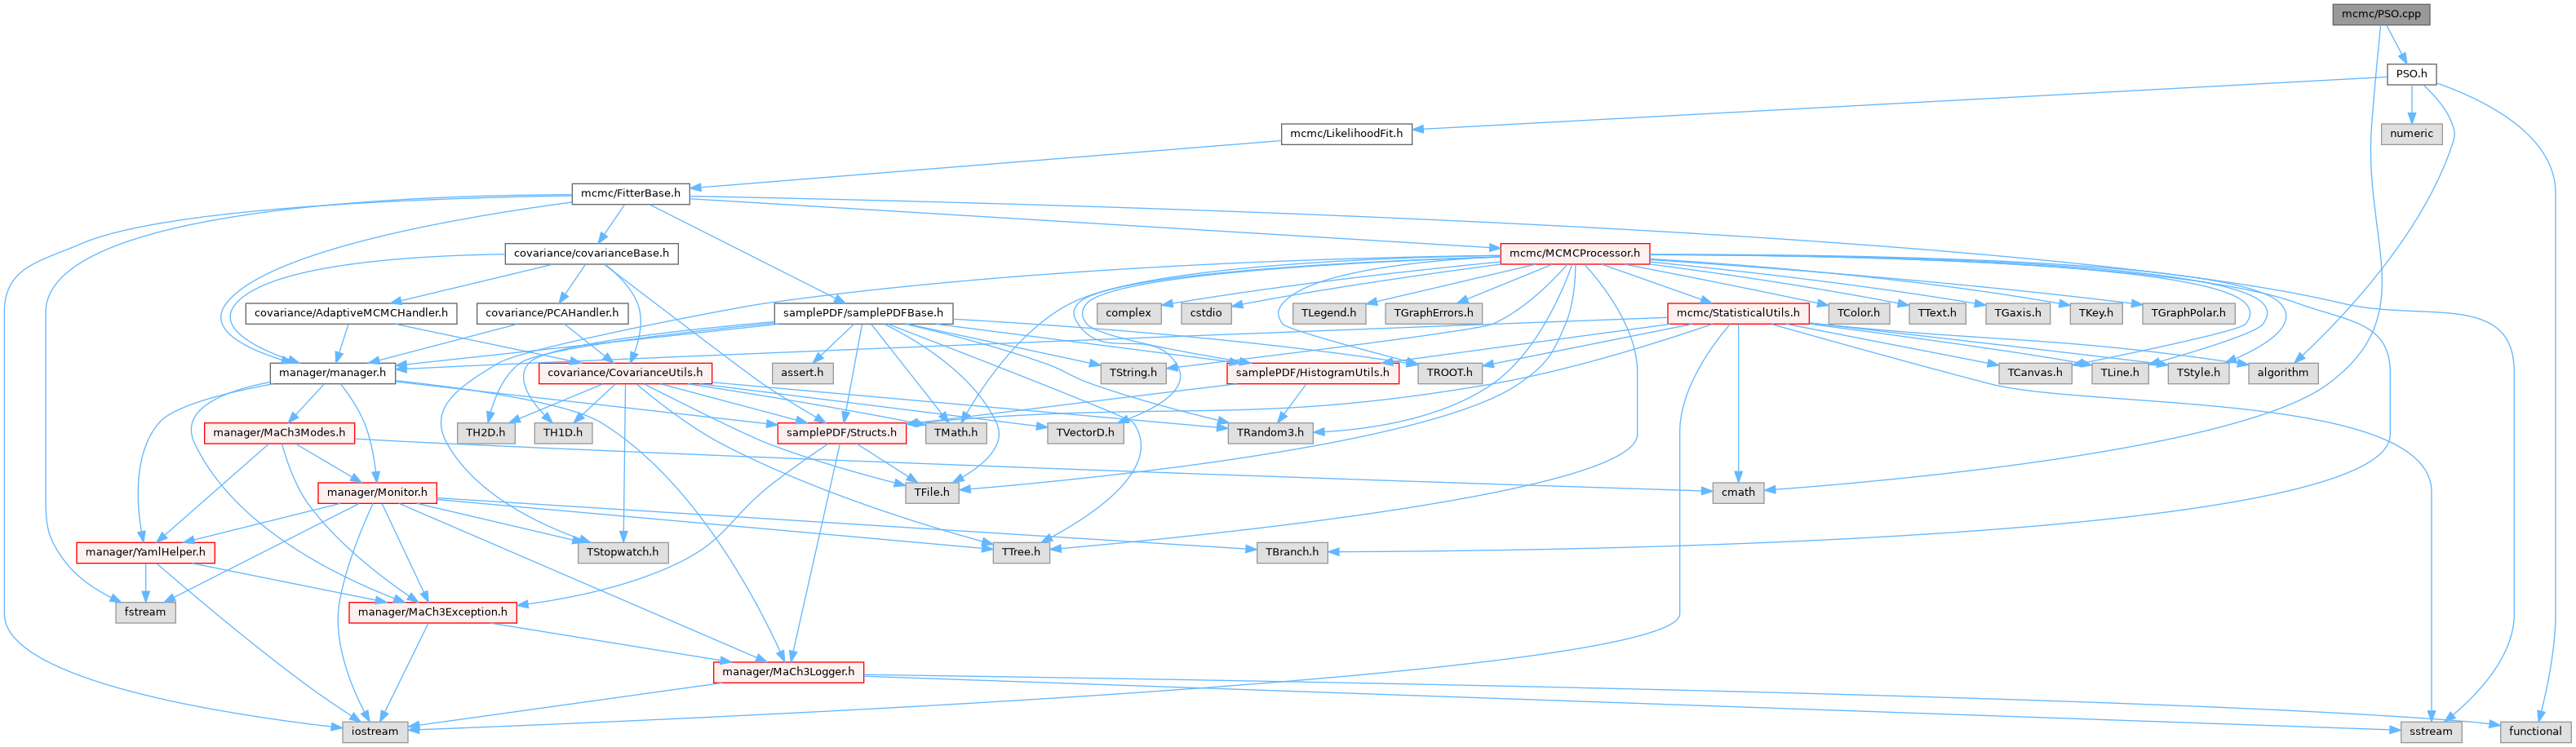 mcmc/PSO.cpp
PSO.h
mcmc/LikelihoodFit.h
numeric
mcmc/FitterBase.h
covariance/covarianceBase.h
mcmc/MCMCProcessor.h
covariance/AdaptiveMCMCHandler.h
covariance/PCAHandler.h
samplePDF/samplePDFBase.h
complex
cstdio
TLegend.h
TGraphErrors.h
mcmc/StatisticalUtils.h
TColor.h
TText.h
TGaxis.h
TKey.h
TGraphPolar.h
manager/manager.h
covariance/CovarianceUtils.h
assert.h
TString.h
samplePDF/HistogramUtils.h
TROOT.h
TCanvas.h
TLine.h
TStyle.h
algorithm
manager/MaCh3Modes.h
TH2D.h
TH1D.h
samplePDF/Structs.h
TMath.h
TVectorD.h
TRandom3.h
manager/Monitor.h
TFile.h
cmath
manager/YamlHelper.h
TStopwatch.h
TTree.h
TBranch.h
fstream
manager/MaCh3Exception.h
manager/MaCh3Logger.h
iostream
sstream
functional